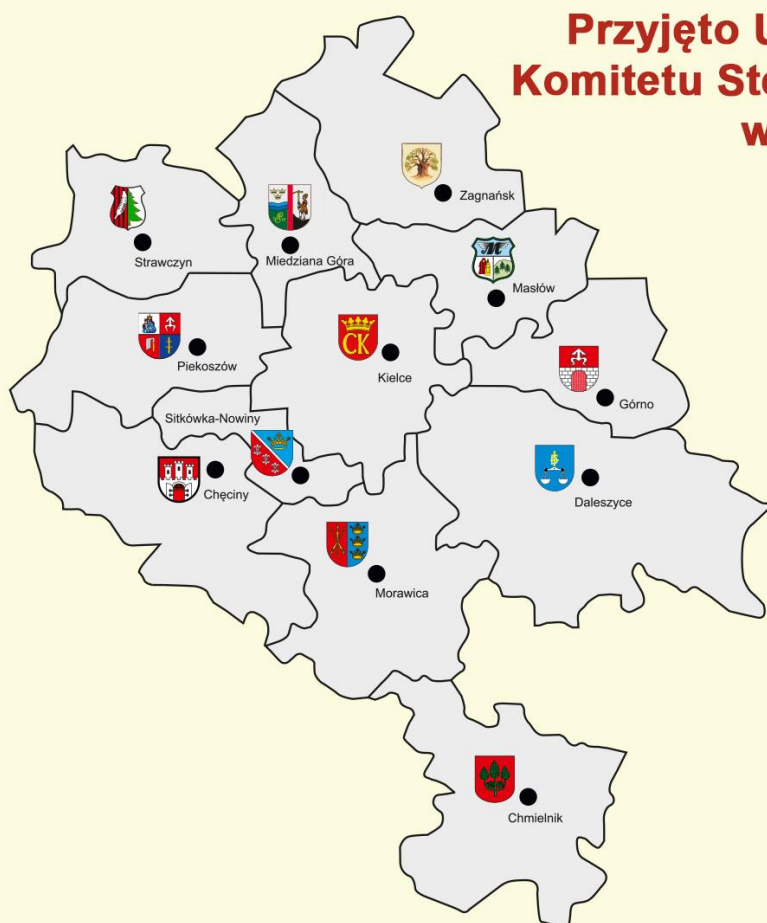 Przyjęto
Komitetu
w
Zagnańsk
Strawczyn
Miedziana Góra
M
Masłów
Piekoszów
CK
Kielce
Górno
Sitkówka-Nowiny
Chęciny
Daleszyce
Morawica
Chmielnik